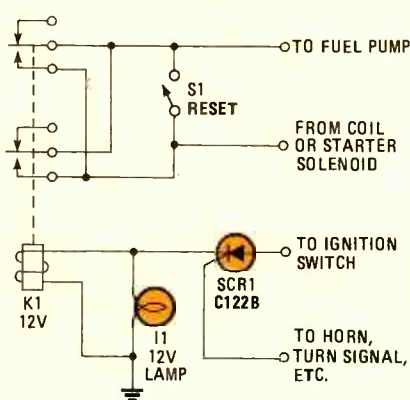 TO FUEL PUMP
S1
RESET
FROM COIL
OR STARTER
SOLENOID
TO IGNITION
SWITCH
SCR1
C122B
K1
12V
I1
12V
LAMP
TO HORN,
TURN SIGNAL,
ETC.